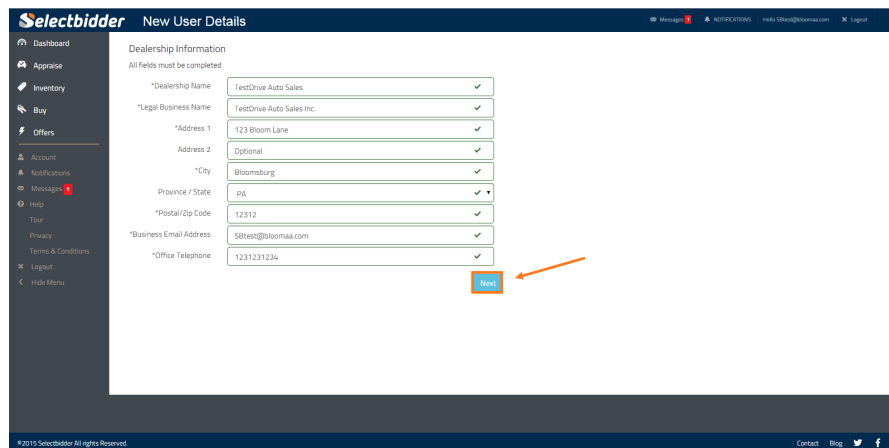 Selectbidder New User Details Messages 1 NOTIFICATIONS Hello SBtest@bloomaa.com X Logout
Dashboard
Appraise
Inventory
Buy
Offers
Account
Notifications
Messages 1
Help
Tour
Privacy
Terms & Conditions
Logout
Hide Menu
Dealership Information
All fields must be completed
*Dealership Name TestDrive Auto Sales
*Legal Business Name TestDrive Auto Sales Inc.
*Address 1 123 Bloom Lane
Address 2 Optional
*City Bloomsburg
Province / State PA
*Postal/Zip Code 12312
*Business Email Address SBtest@bloomaa.com
*Office Telephone 1231231234
Next
©2015 Selectbidder All rights Reserved. Contact Blog